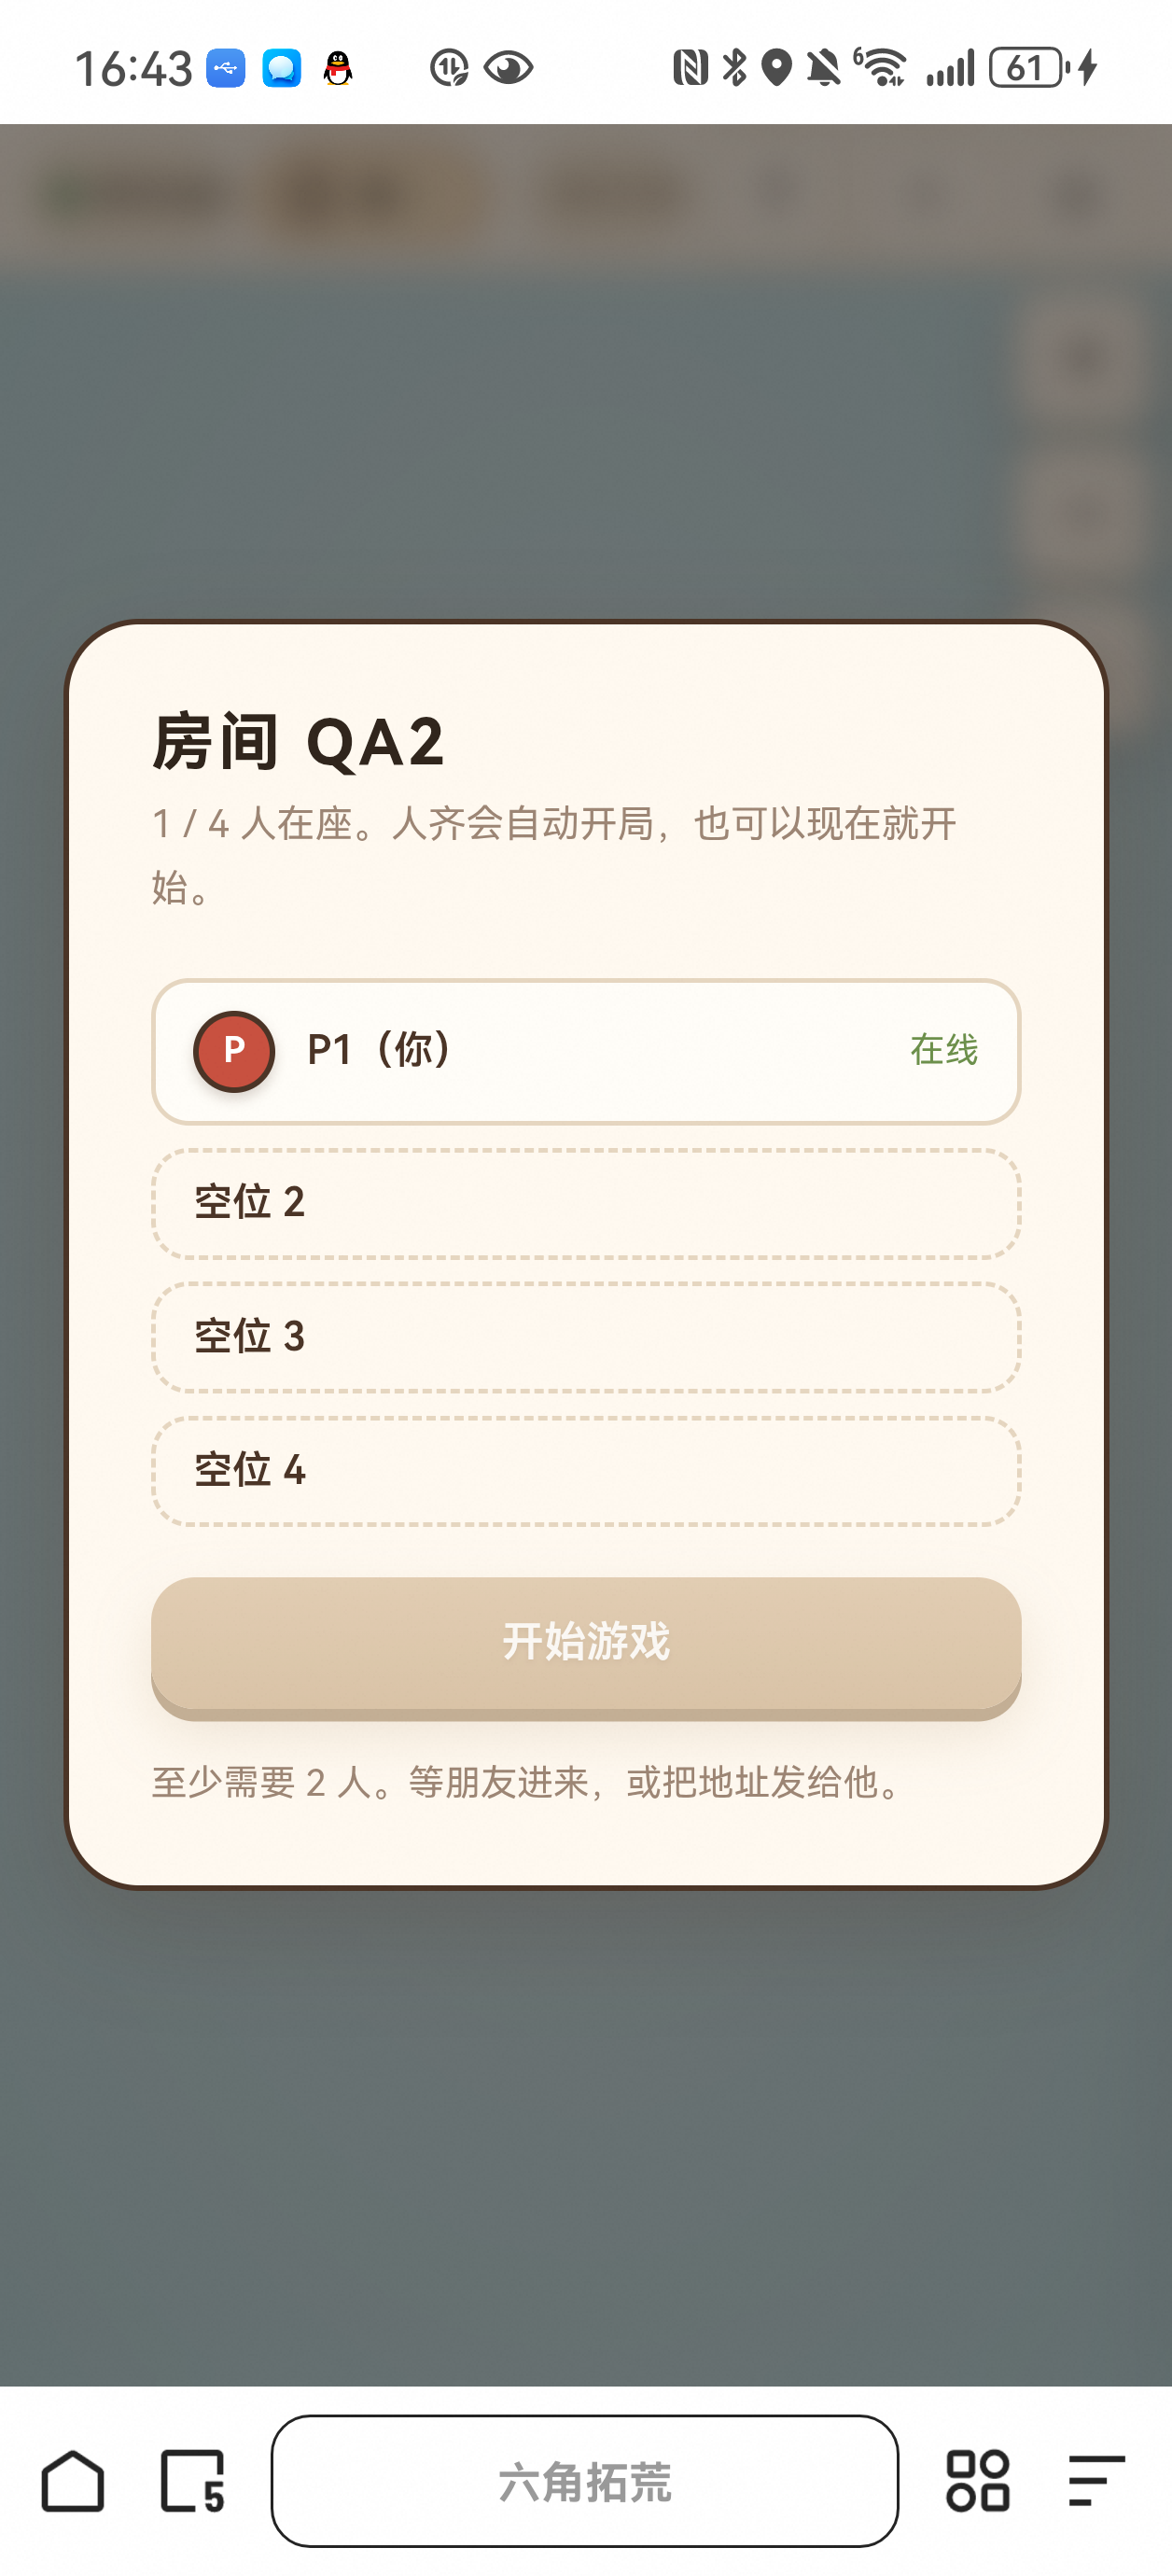 16:43
6
61
房间 QA2
1 / 4 人在座。人齐会自动开局，也可以现在就开
始。
P P1（你） 在线
空位 2
空位 3
空位 4
开始游戏
至少需要 2 人。等朋友进来，或把地址发给他。
5 六角拓荒